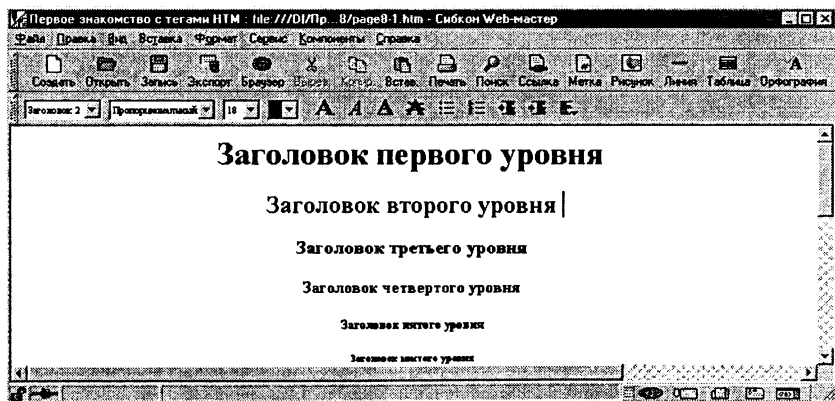 Первое знакомство с тегами HTM : file:///D|/Пр...8/page8-1.htm - Сибкон Web-мастер
Файл Правка Вид Вставка Формат Сервис Компоненты Справка
Создать Открыть Запись Экспорт Браузер Вырез. Копир. Встав. Печать Поиск Ссылка Метка Рисунок Линия Таблица Орфография
Заголовок 2 Пропорциональный 18
Заголовок первого уровня
Заголовок второго уровня
Заголовок третьего уровня
Заголовок четвертого уровня
Заголовок пятого уровня
Заголовок шестого уровня